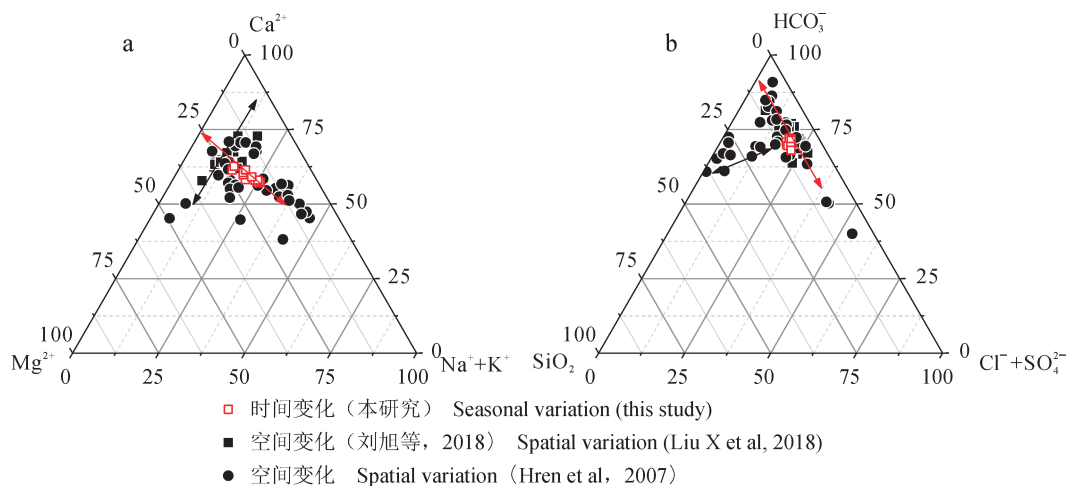 a
Ca²⁺
0
100
25
75
50
50
75
25
100
0
Mg²⁺
Na⁺+K⁺
0
25
50
75
100
b
HCO₃⁻
0
100
25
75
50
50
75
25
100
0
SiO₂
Cl⁻+SO₄²⁻
0
25
50
75
100
时间变化（本研究） Seasonal variation (this study)
空间变化（刘旭等，2018） Spatial variation (Liu X et al, 2018)
空间变化 Spatial variation（Hren et al，2007）